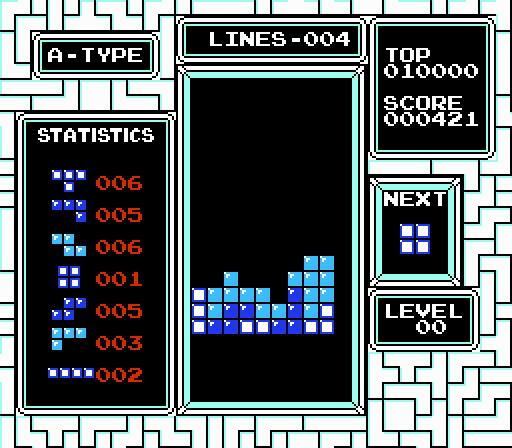 A-TYPE
LINES-004
TOP
010000
SCORE
000421
STATISTICS
006
005
006
001
005
003
002
NEXT
LEVEL
00